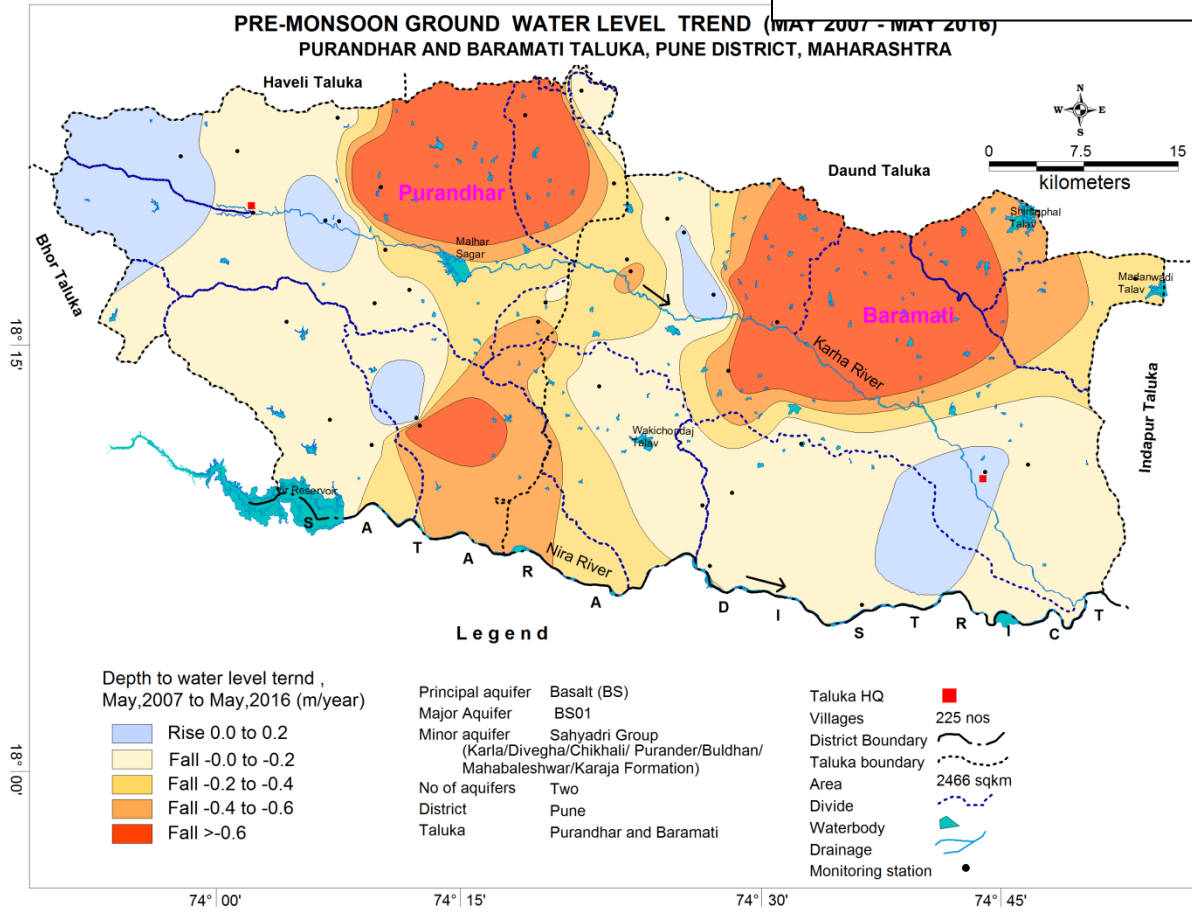 PRE-MONSOON GROUND WATER LEVEL TREND (MAY 2007 - MAY 2016)
PURANDHAR AND BARAMATI TALUKA, PUNE DISTRICT, MAHARASHTRA
Haveli Taluka
N
W E
S
0 7.5 15
kilometers
Daund Taluka
Purandhar
Shirsuphal
Talav
Bhor Taluka
Malhar
Sagar
Madanwadi
Talav
Baramati
18° 15'
Karha River
Indapur Taluka
Wakichondaj
Talav
Vir Reservoir
Nira River
S A T A R A D I S T R I C T
Legend
Depth to water level ternd ,
May,2007 to May,2016 (m/year)
Rise 0.0 to 0.2
Fall -0.0 to -0.2
Fall -0.2 to -0.4
Fall -0.4 to -0.6
Fall >-0.6
Principal aquifer Basalt (BS)
Major Aquifer BS01
Minor aquifer Sahyadri Group
(Karla/Divegha/Chikhali/ Purander/Buldhan/
Mahabaleshwar/Karaja Formation)
No of aquifers Two
District Pune
Taluka Purandhar and Baramati
Taluka HQ
Villages 225 nos
District Boundary
Taluka boundary
Area 2466 sqkm
Divide
Waterbody
Drainage
Monitoring station
18° 00'
74° 00' 74° 15' 74° 30' 74° 45'